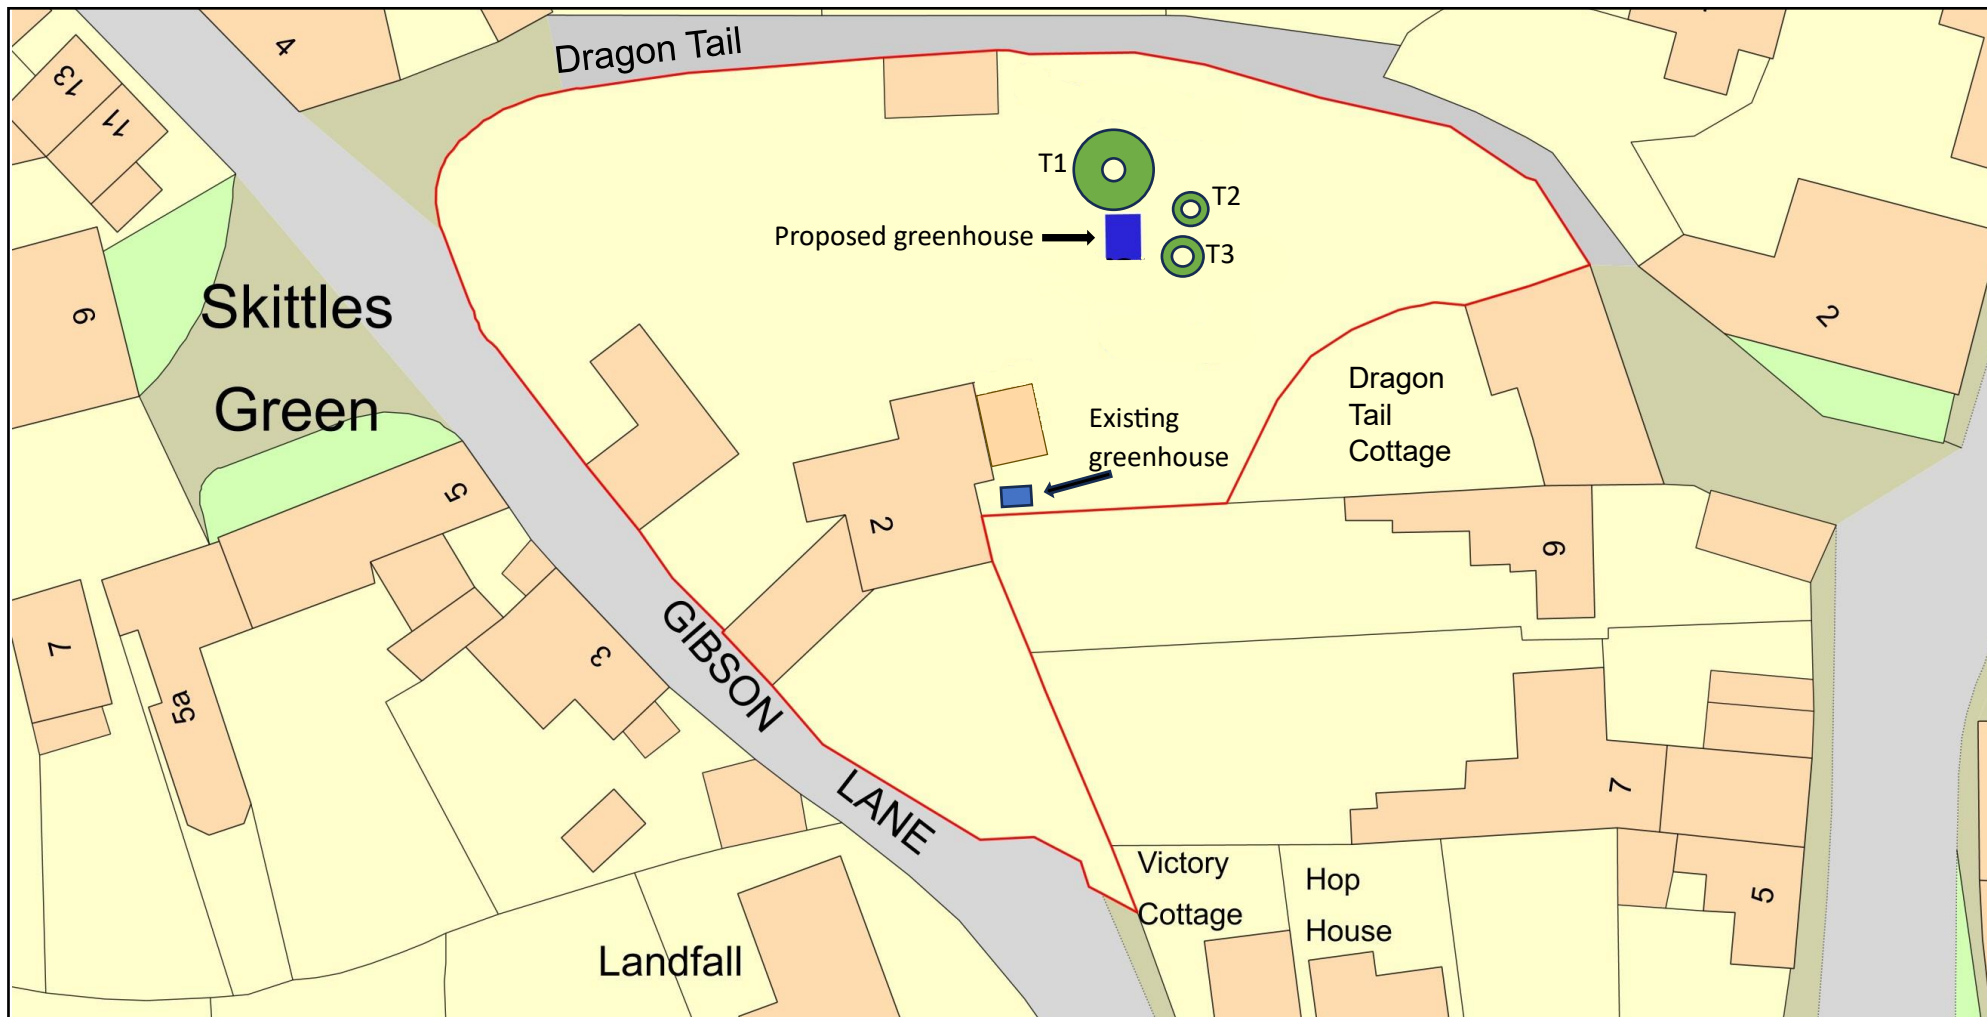 Dragon Tail
4
13
11
T1
T2
Proposed greenhouse
T3
Skittles
Green
9
2
Dragon
Tail
Cottage
Existing
greenhouse
5
2
6
7
5a
3
GIBSON
LANE
7
Victory
Cottage
Hop
House
5
Landfall